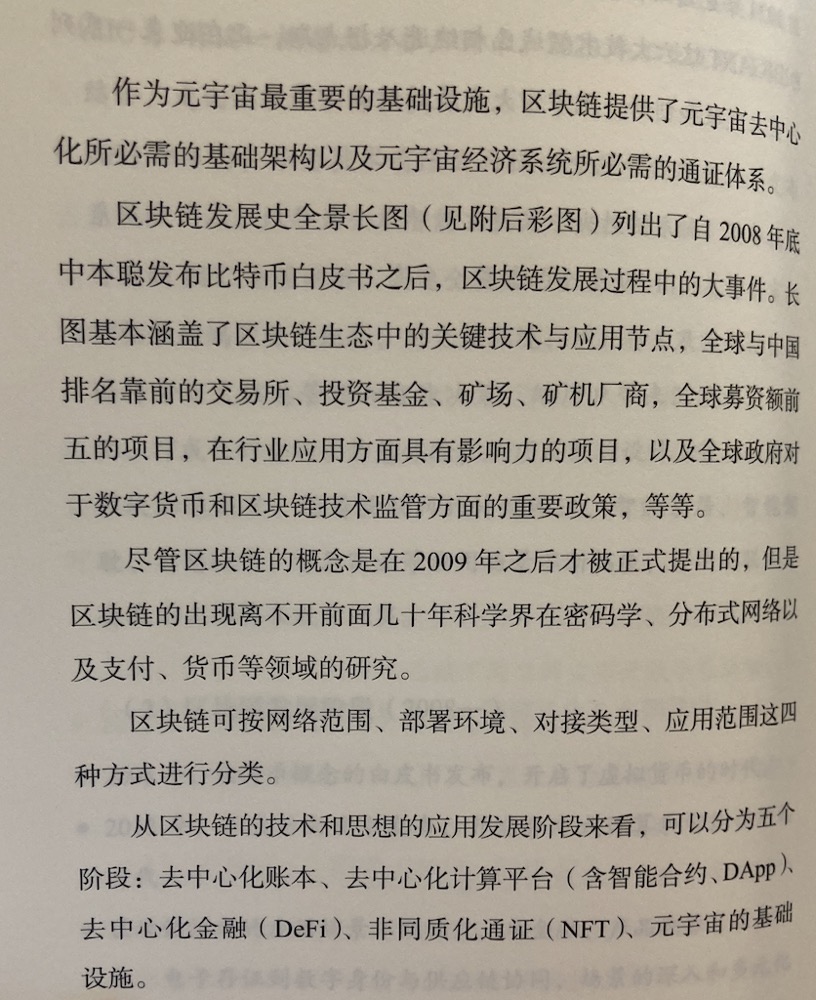 作为元宇宙最重要的基础设施，区块链提供了元宇宙去中心
化所必需的基础架构以及元宇宙经济系统所必需的通证体系。
区块链发展史全景长图（见附后彩图）列出了自 2008 年底
中本聪发布比特币白皮书之后，区块链发展过程中的大事件。长
图基本涵盖了区块链生态中的关键技术与应用节点，全球与中国
排名靠前的交易所、投资基金、矿场、矿机厂商，全球募资额前
五的项目，在行业应用方面具有影响力的项目，以及全球政府对
于数字货币和区块链技术监管方面的重要政策，等等。
尽管区块链的概念是在 2009 年之后才被正式提出的，但是
区块链的出现离不开前面几十年科学界在密码学、分布式网络以
及支付、货币等领域的研究。
区块链可按网络范围、部署环境、对接类型、应用范围这四
种方式进行分类。
从区块链的技术和思想的应用发展阶段来看，可以分为五个
阶段：去中心化账本、去中心化计算平台（含智能合约、DApp）、
去中心化金融（DeFi）、非同质化通证（NFT）、元宇宙的基础
设施。